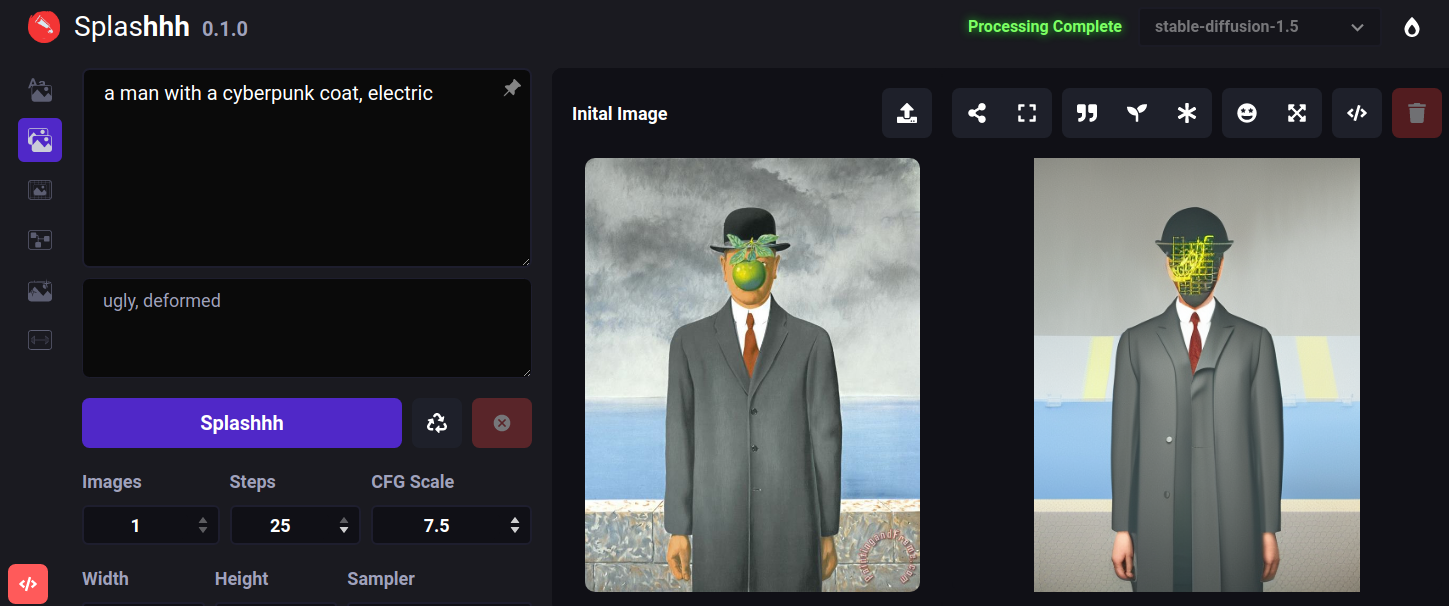 Splashhh 0.1.0
Processing Complete
stable-diffusion-1.5
a man with a cyberpunk coat, electric
ugly, deformed
Splashhh
Images
Steps
CFG Scale
1
25
7.5
Width
Height
Sampler
Inital Image